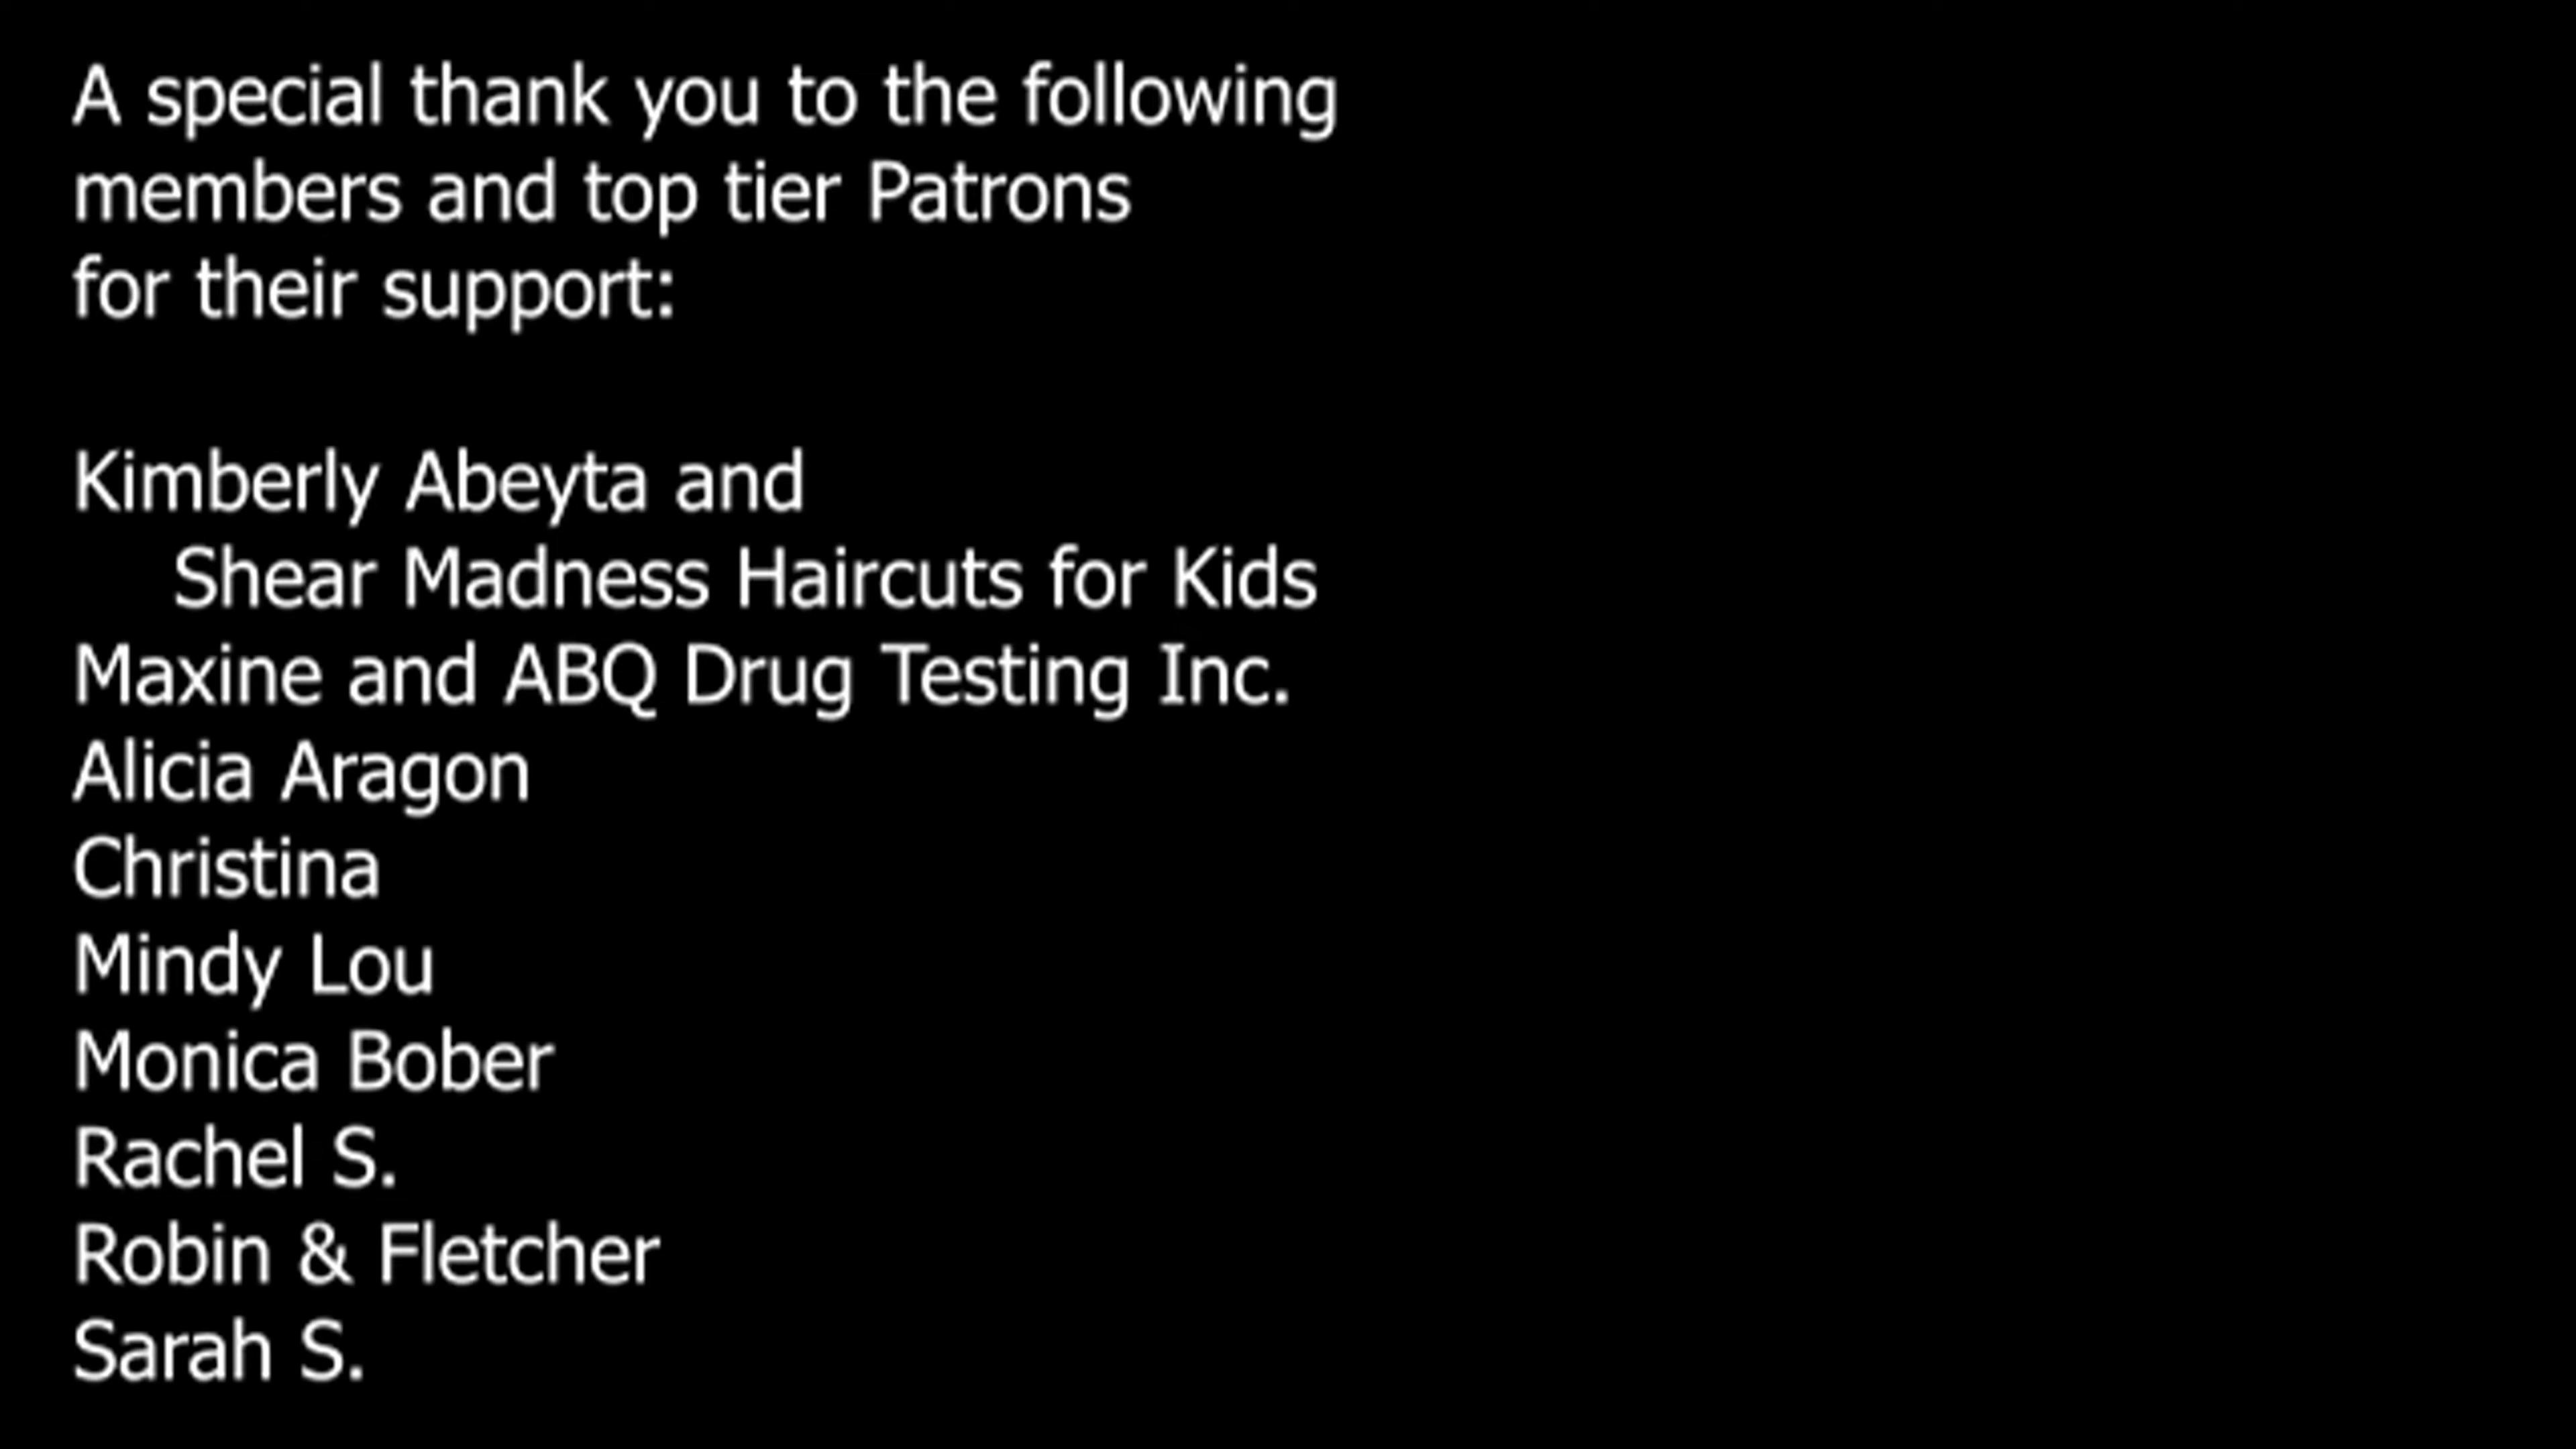 A special thank you to the following
members and top tier Patrons
for their support:
Kimberly Abeyta and
Shear Madness Haircuts for Kids
Maxine and ABQ Drug Testing Inc.
Alicia Aragon
Christina
Mindy Lou
Monica Bober
Rachel S.
Robin & Fletcher
Sarah S.